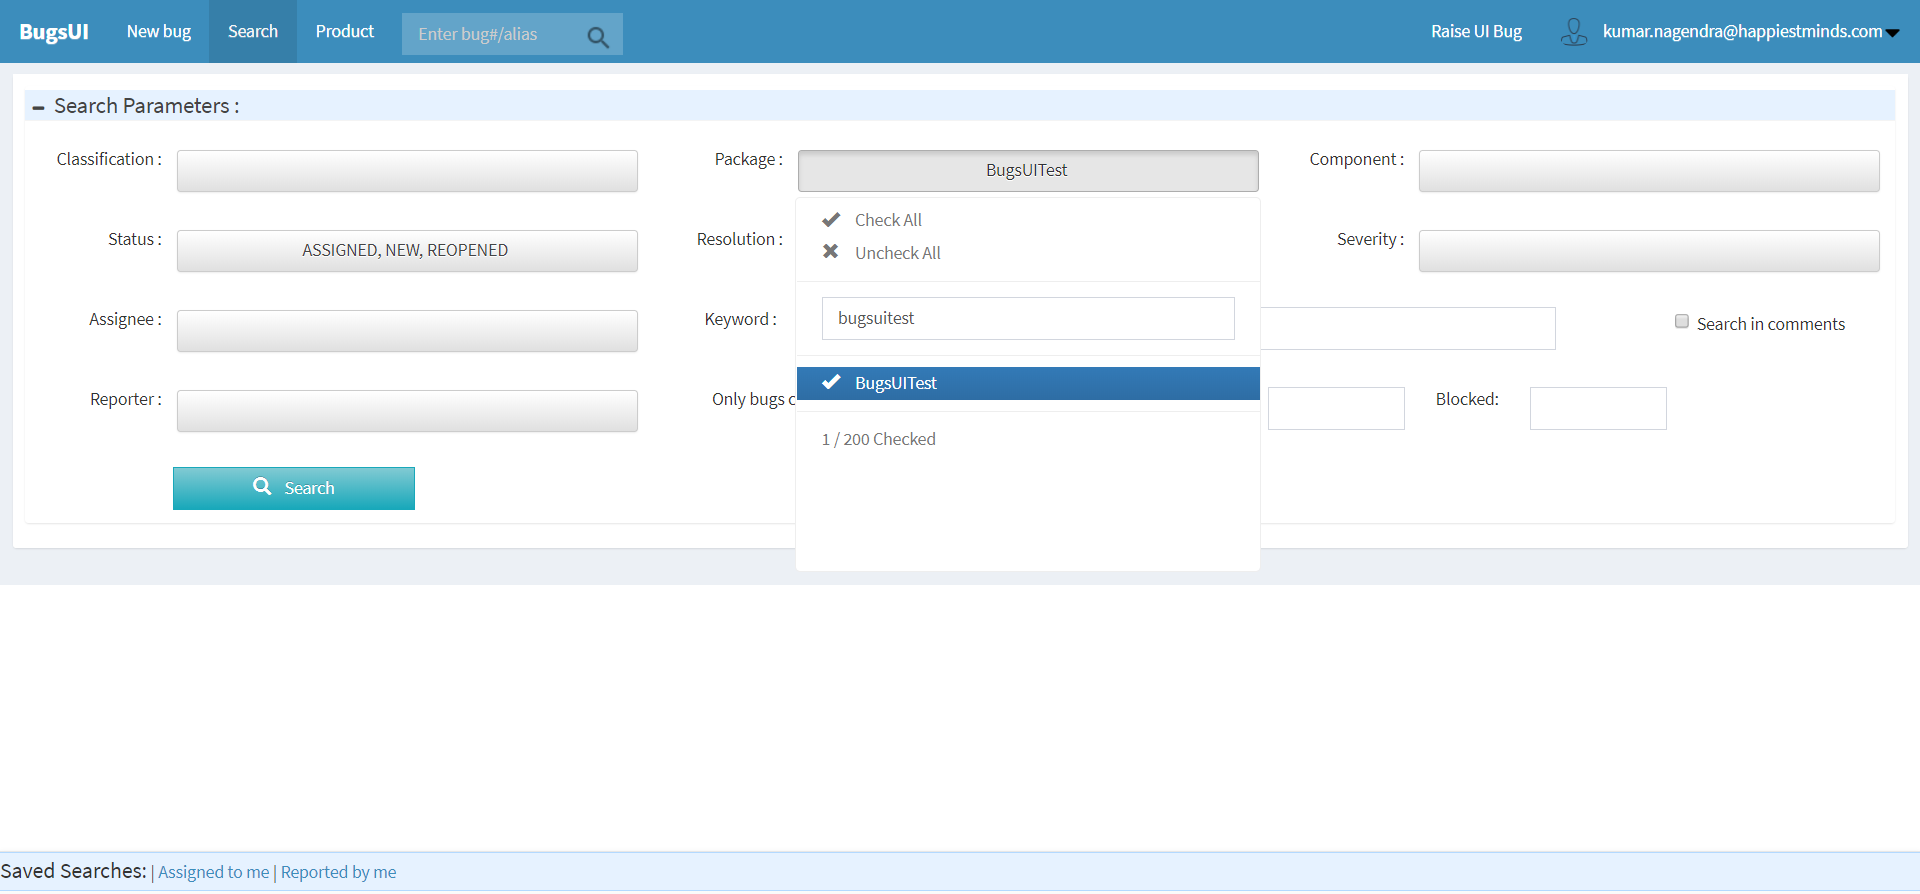 BugsUI New bug Search Product Enter bug#/alias Raise UI Bug kumar.nagendra@happiestminds.com
Search Parameters :
Classification : Package : BugsUITest Component :
Check All
Status : ASSIGNED, NEW, REOPENED Resolution : Severity :
Uncheck All
Assignee : Keyword : bugsuitest Search in comments
BugsUITest
Reporter : Only bugs c Blocked:
1 / 200 Checked
Search
Saved Searches: | Assigned to me | Reported by me